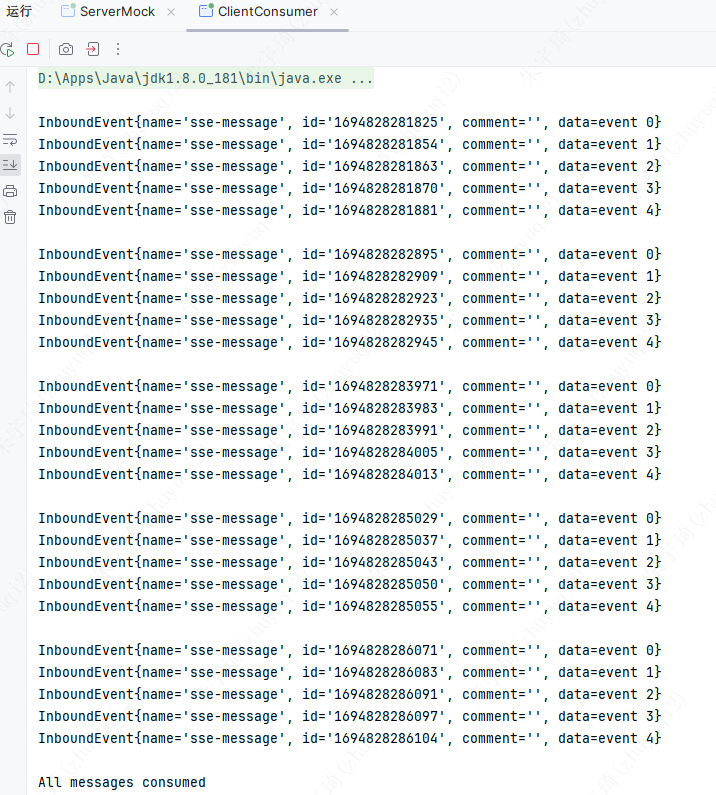 运行 ServerMock × ClientConsumer ×
D:\Apps\Java\jdk1.8.0_181\bin\java.exe ...
InboundEvent{name='sse-message', id='1694828281825', comment='', data=event 0}
InboundEvent{name='sse-message', id='1694828281854', comment='', data=event 1}
InboundEvent{name='sse-message', id='1694828281863', comment='', data=event 2}
InboundEvent{name='sse-message', id='1694828281870', comment='', data=event 3}
InboundEvent{name='sse-message', id='1694828281881', comment='', data=event 4}
InboundEvent{name='sse-message', id='1694828282895', comment='', data=event 0}
InboundEvent{name='sse-message', id='1694828282909', comment='', data=event 1}
InboundEvent{name='sse-message', id='1694828282923', comment='', data=event 2}
InboundEvent{name='sse-message', id='1694828282935', comment='', data=event 3}
InboundEvent{name='sse-message', id='1694828282945', comment='', data=event 4}
InboundEvent{name='sse-message', id='1694828283971', comment='', data=event 0}
InboundEvent{name='sse-message', id='1694828283983', comment='', data=event 1}
InboundEvent{name='sse-message', id='1694828283991', comment='', data=event 2}
InboundEvent{name='sse-message', id='1694828284005', comment='', data=event 3}
InboundEvent{name='sse-message', id='1694828284013', comment='', data=event 4}
InboundEvent{name='sse-message', id='1694828285029', comment='', data=event 0}
InboundEvent{name='sse-message', id='1694828285037', comment='', data=event 1}
InboundEvent{name='sse-message', id='1694828285043', comment='', data=event 2}
InboundEvent{name='sse-message', id='1694828285050', comment='', data=event 3}
InboundEvent{name='sse-message', id='1694828285055', comment='', data=event 4}
InboundEvent{name='sse-message', id='1694828286071', comment='', data=event 0}
InboundEvent{name='sse-message', id='1694828286083', comment='', data=event 1}
InboundEvent{name='sse-message', id='1694828286091', comment='', data=event 2}
InboundEvent{name='sse-message', id='1694828286097', comment='', data=event 3}
InboundEvent{name='sse-message', id='1694828286104', comment='', data=event 4}
All messages consumed